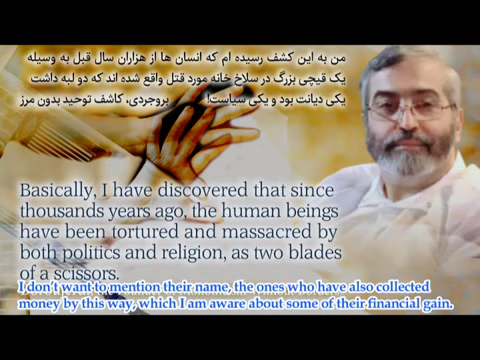 من به این کشف رسیده ام که انسان ها از هزاران سال قبل به وسیله
یک قیچی بزرگ در سلاخ خانه مورد قتل واقع شده اند که دو لبه داشت
یکی دیانت بود و یکی سیاست! بروجردی، کاشف توحید بدون مرز
Basically, I have discovered that since
thousands years ago, the human beings
have been tortured and massacred by
both politics and religion, as two blades
of a scissors.
I don't want to mention their name, the ones who have also collected
money by this way, which I am aware about some of their financial gain.